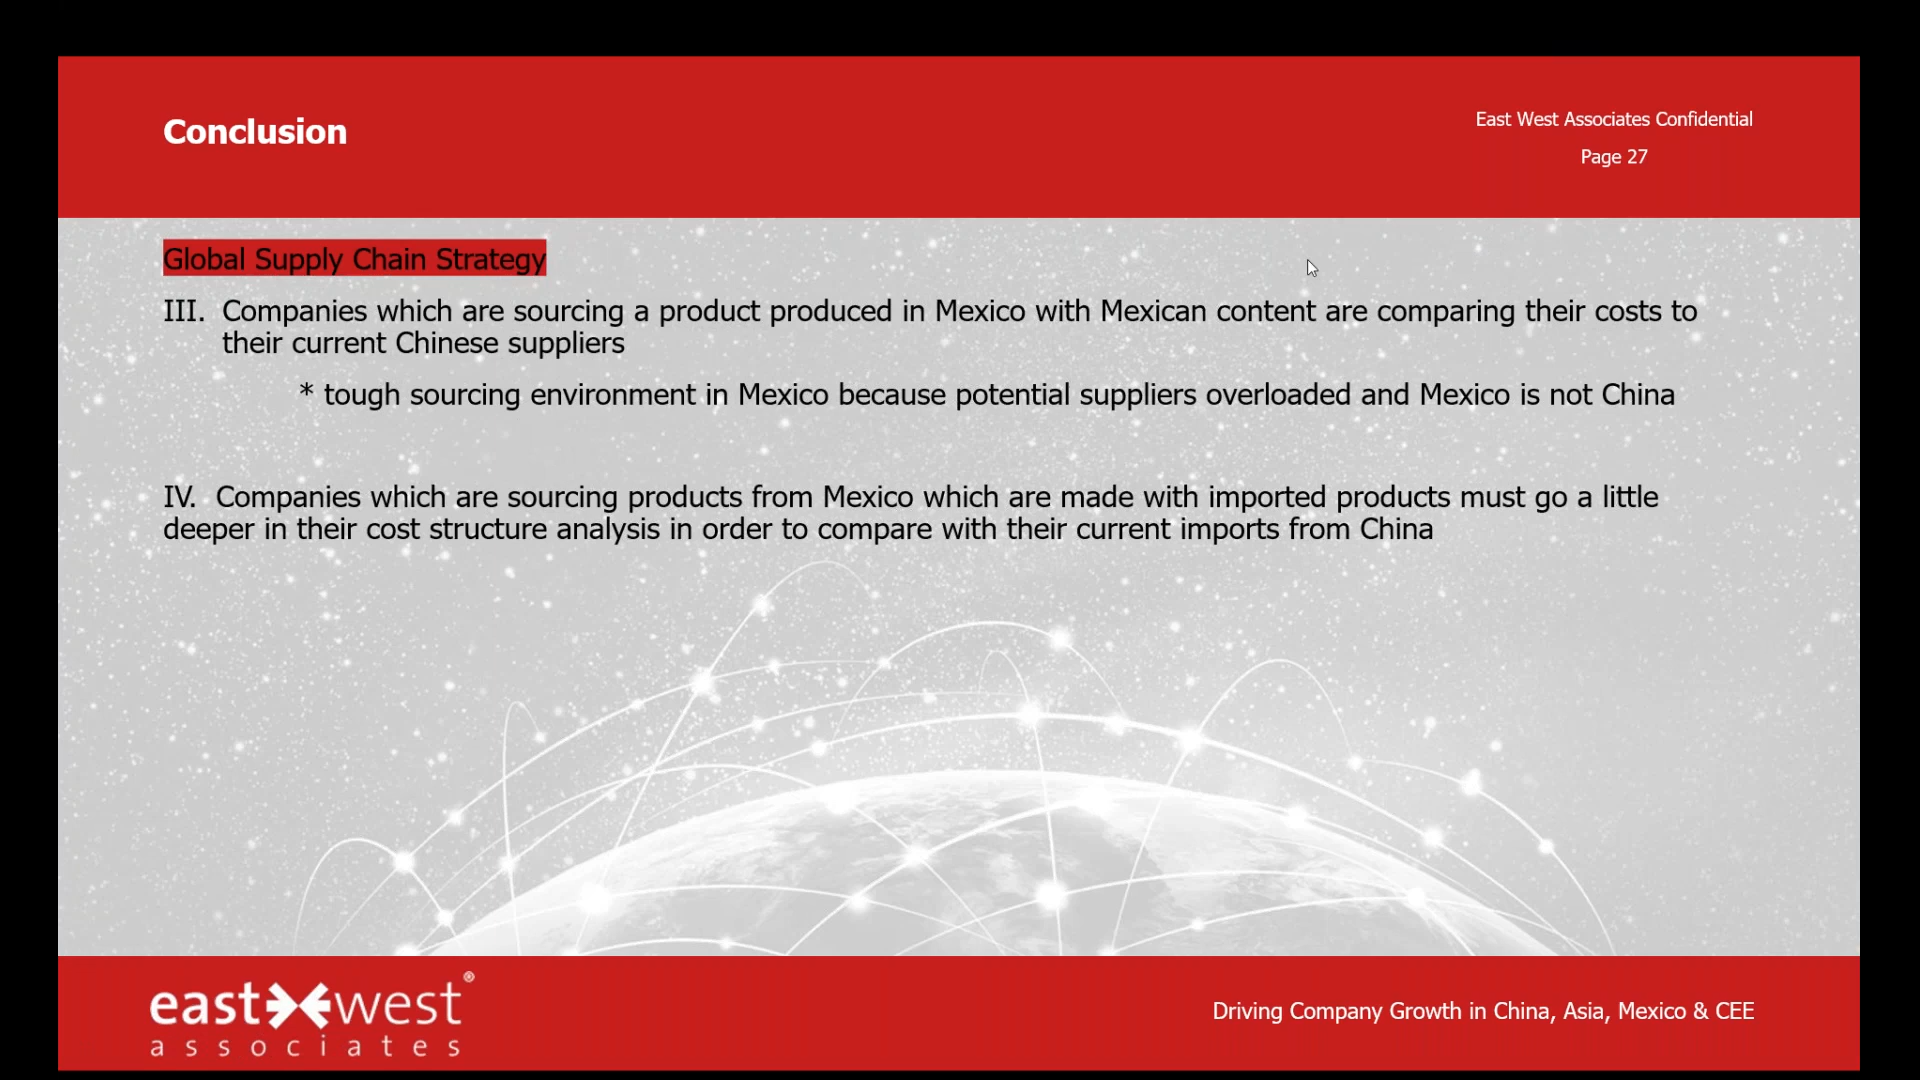 Conclusion
East West Associates Confidential
Page 27
Global Supply Chain Strategy
III. Companies which are sourcing a product produced in Mexico with Mexican content are comparing their costs to
their current Chinese suppliers
* tough sourcing environment in Mexico because potential suppliers overloaded and Mexico is not China
IV. Companies which are sourcing products from Mexico which are made with imported products must go a little
deeper in their cost structure analysis in order to compare with their current imports from China
east west®
associates
Driving Company Growth in China, Asia, Mexico & CEE